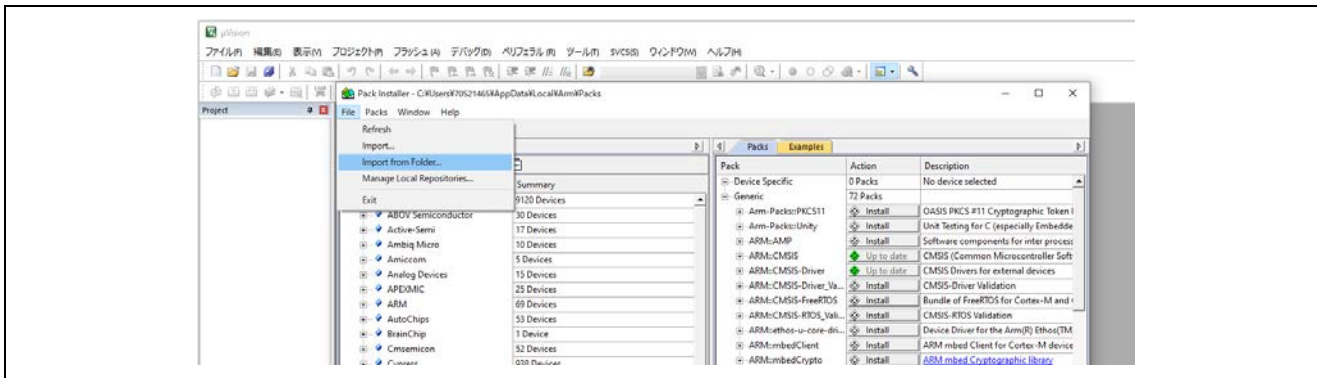 μVision
ファイル(F) 編集(E) 表示(V) プロジェクト(P) フラッシュ(A) デバッグ(D) ペリフェラル(R) ツール(T) SVCS(S) ウィンドウ(W) ヘルプ(H)
Pack Installer - C:¥Users¥70521465¥AppData¥Local¥Arm¥Packs
Project
File Packs Window Help
Refresh
Import...
Import from Folder...
Manage Local Repositories...
Exit
Packs Examples
Summary
9120 Devices
ABOV Semiconductor 30 Devices
Active-Semi 17 Devices
Ambiq Micro 10 Devices
Amiccom 5 Devices
Analog Devices 15 Devices
APEXMIC 25 Devices
ARM 69 Devices
AutoChips 53 Devices
BrainChip 1 Device
Cmsemicon 52 Devices
Cypress 938 Devices
Pack Action Description
Device Specific 0 Packs No device selected
Generic 72 Packs
Arm-Packs::PKCS11 Install OASIS PKCS #11 Cryptographic Token I
Arm-Packs::Unity Install Unit Testing for C (especially Embedde
ARM::AMP Install Software components for inter process
ARM::CMSIS Up to date CMSIS (Common Microcontroller Soft
ARM::CMSIS-Driver Up to date CMSIS Drivers for external devices
ARM::CMSIS-Driver_Va... Install CMSIS-Driver Validation
ARM::CMSIS-FreeRTOS Install Bundle of FreeRTOS for Cortex-M and
ARM::CMSIS-RTOS_Vali... Install CMSIS-RTOS Validation
ARM::ethos-u-core-dri... Install Device Driver for the Arm(R) Ethos(TM
ARM::mbedClient Install ARM mbed Client for Cortex-M device
ARM::mbedCrypto Install ARM mbed Cryptographic library